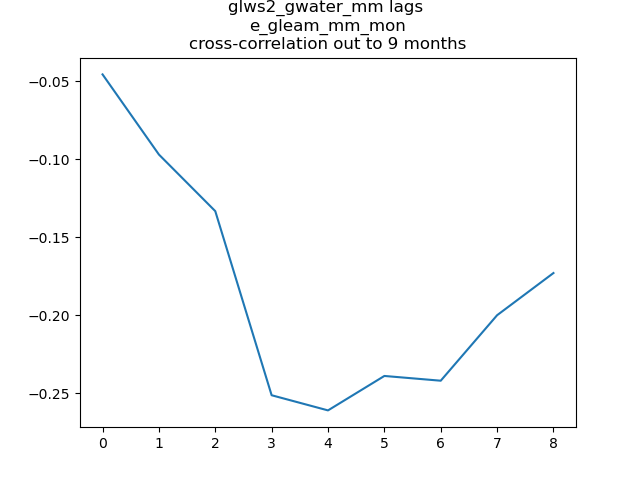 glws2_gwater_mm lags
e_gleam_mm_mon
cross-correlation out to 9 months
−0.05
−0.10
−0.15
−0.20
−0.25
0 1 2 3 4 5 6 7 8